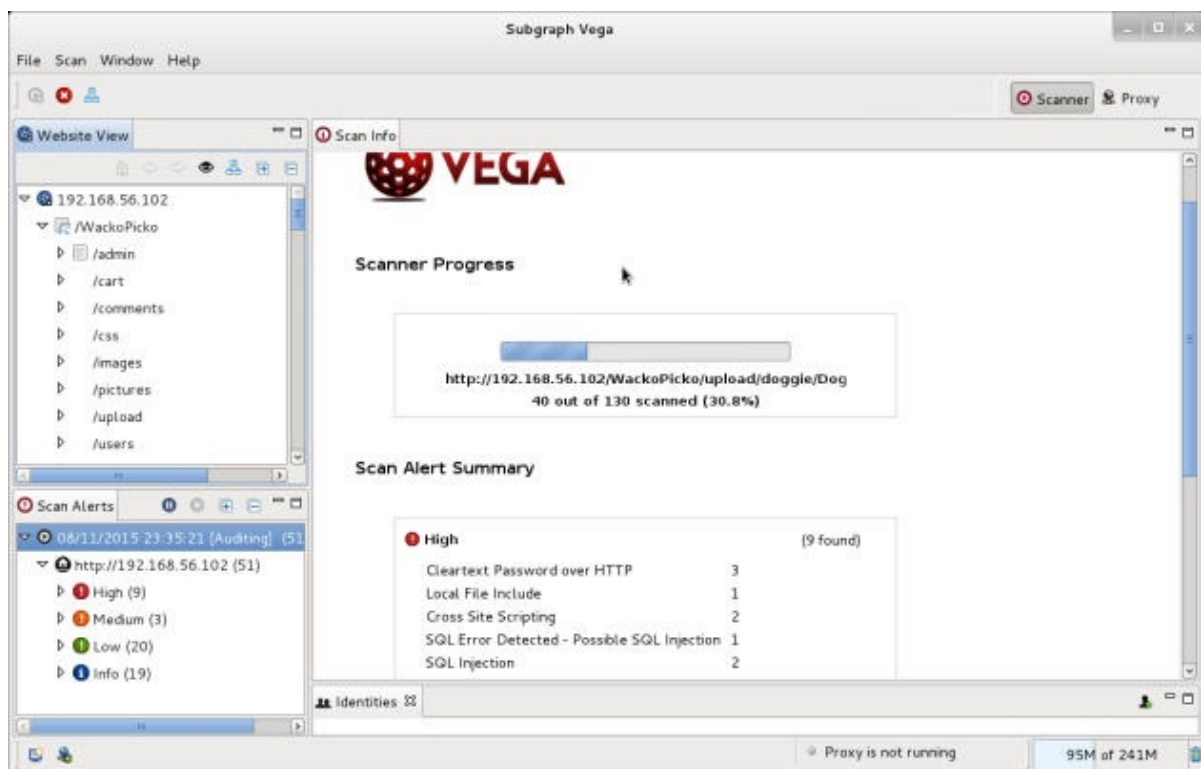 Subgraph Vega
File Scan Window Help
Scanner Proxy
Website View
192.168.56.102
/WackoPicko
/admin
/cart
/comments
/css
/images
/pictures
/upload
/users
Scan Alerts
08/11/2015 23:35:21 [Auditing] (51
http://192.168.56.102 (51)
High (9)
Medium (3)
Low (20)
Info (19)
Scan Info
VEGA
Scanner Progress
http://192.168.56.102/WackoPicko/upload/doggie/Dog
40 out of 130 scanned (30.8%)
Scan Alert Summary
High (9 found)
Cleartext Password over HTTP 3
Local File Include 1
Cross Site Scripting 2
SQL Error Detected - Possible SQL Injection 1
SQL Injection 2
Identities
Proxy is not running
95M of 241M